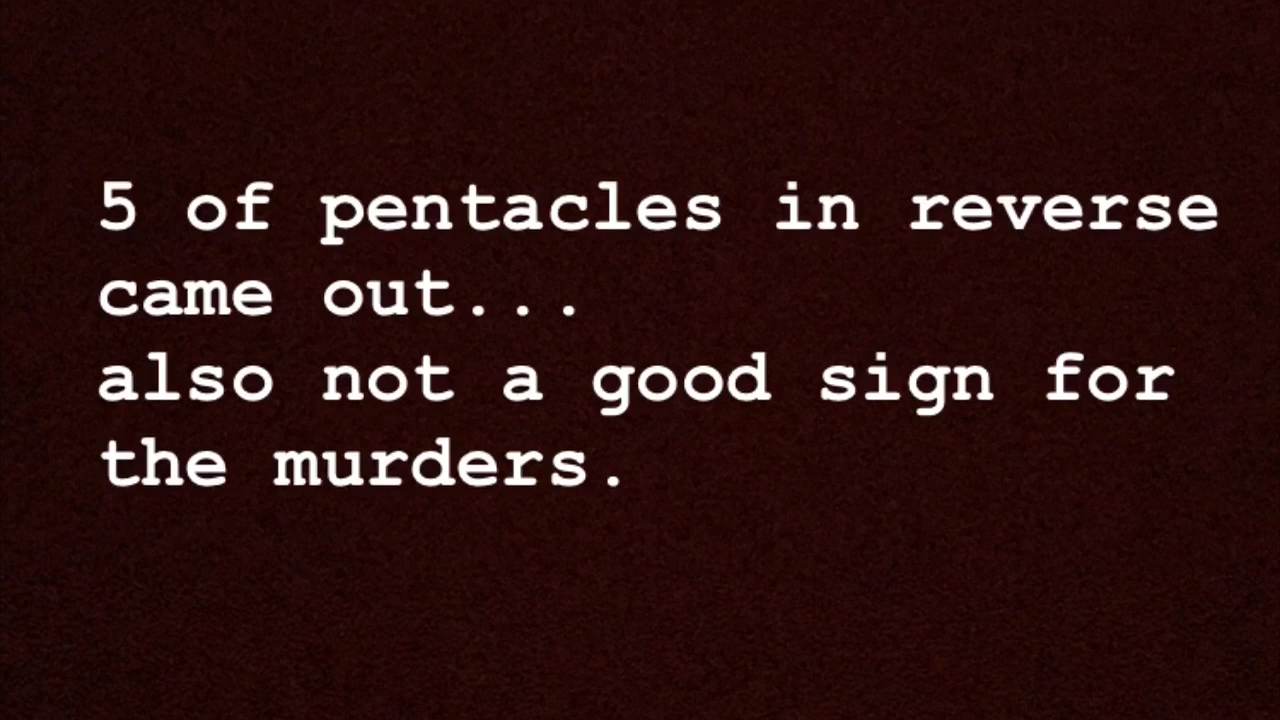 5 of pentacles in reverse
came out...
also not a good sign for
the murders.